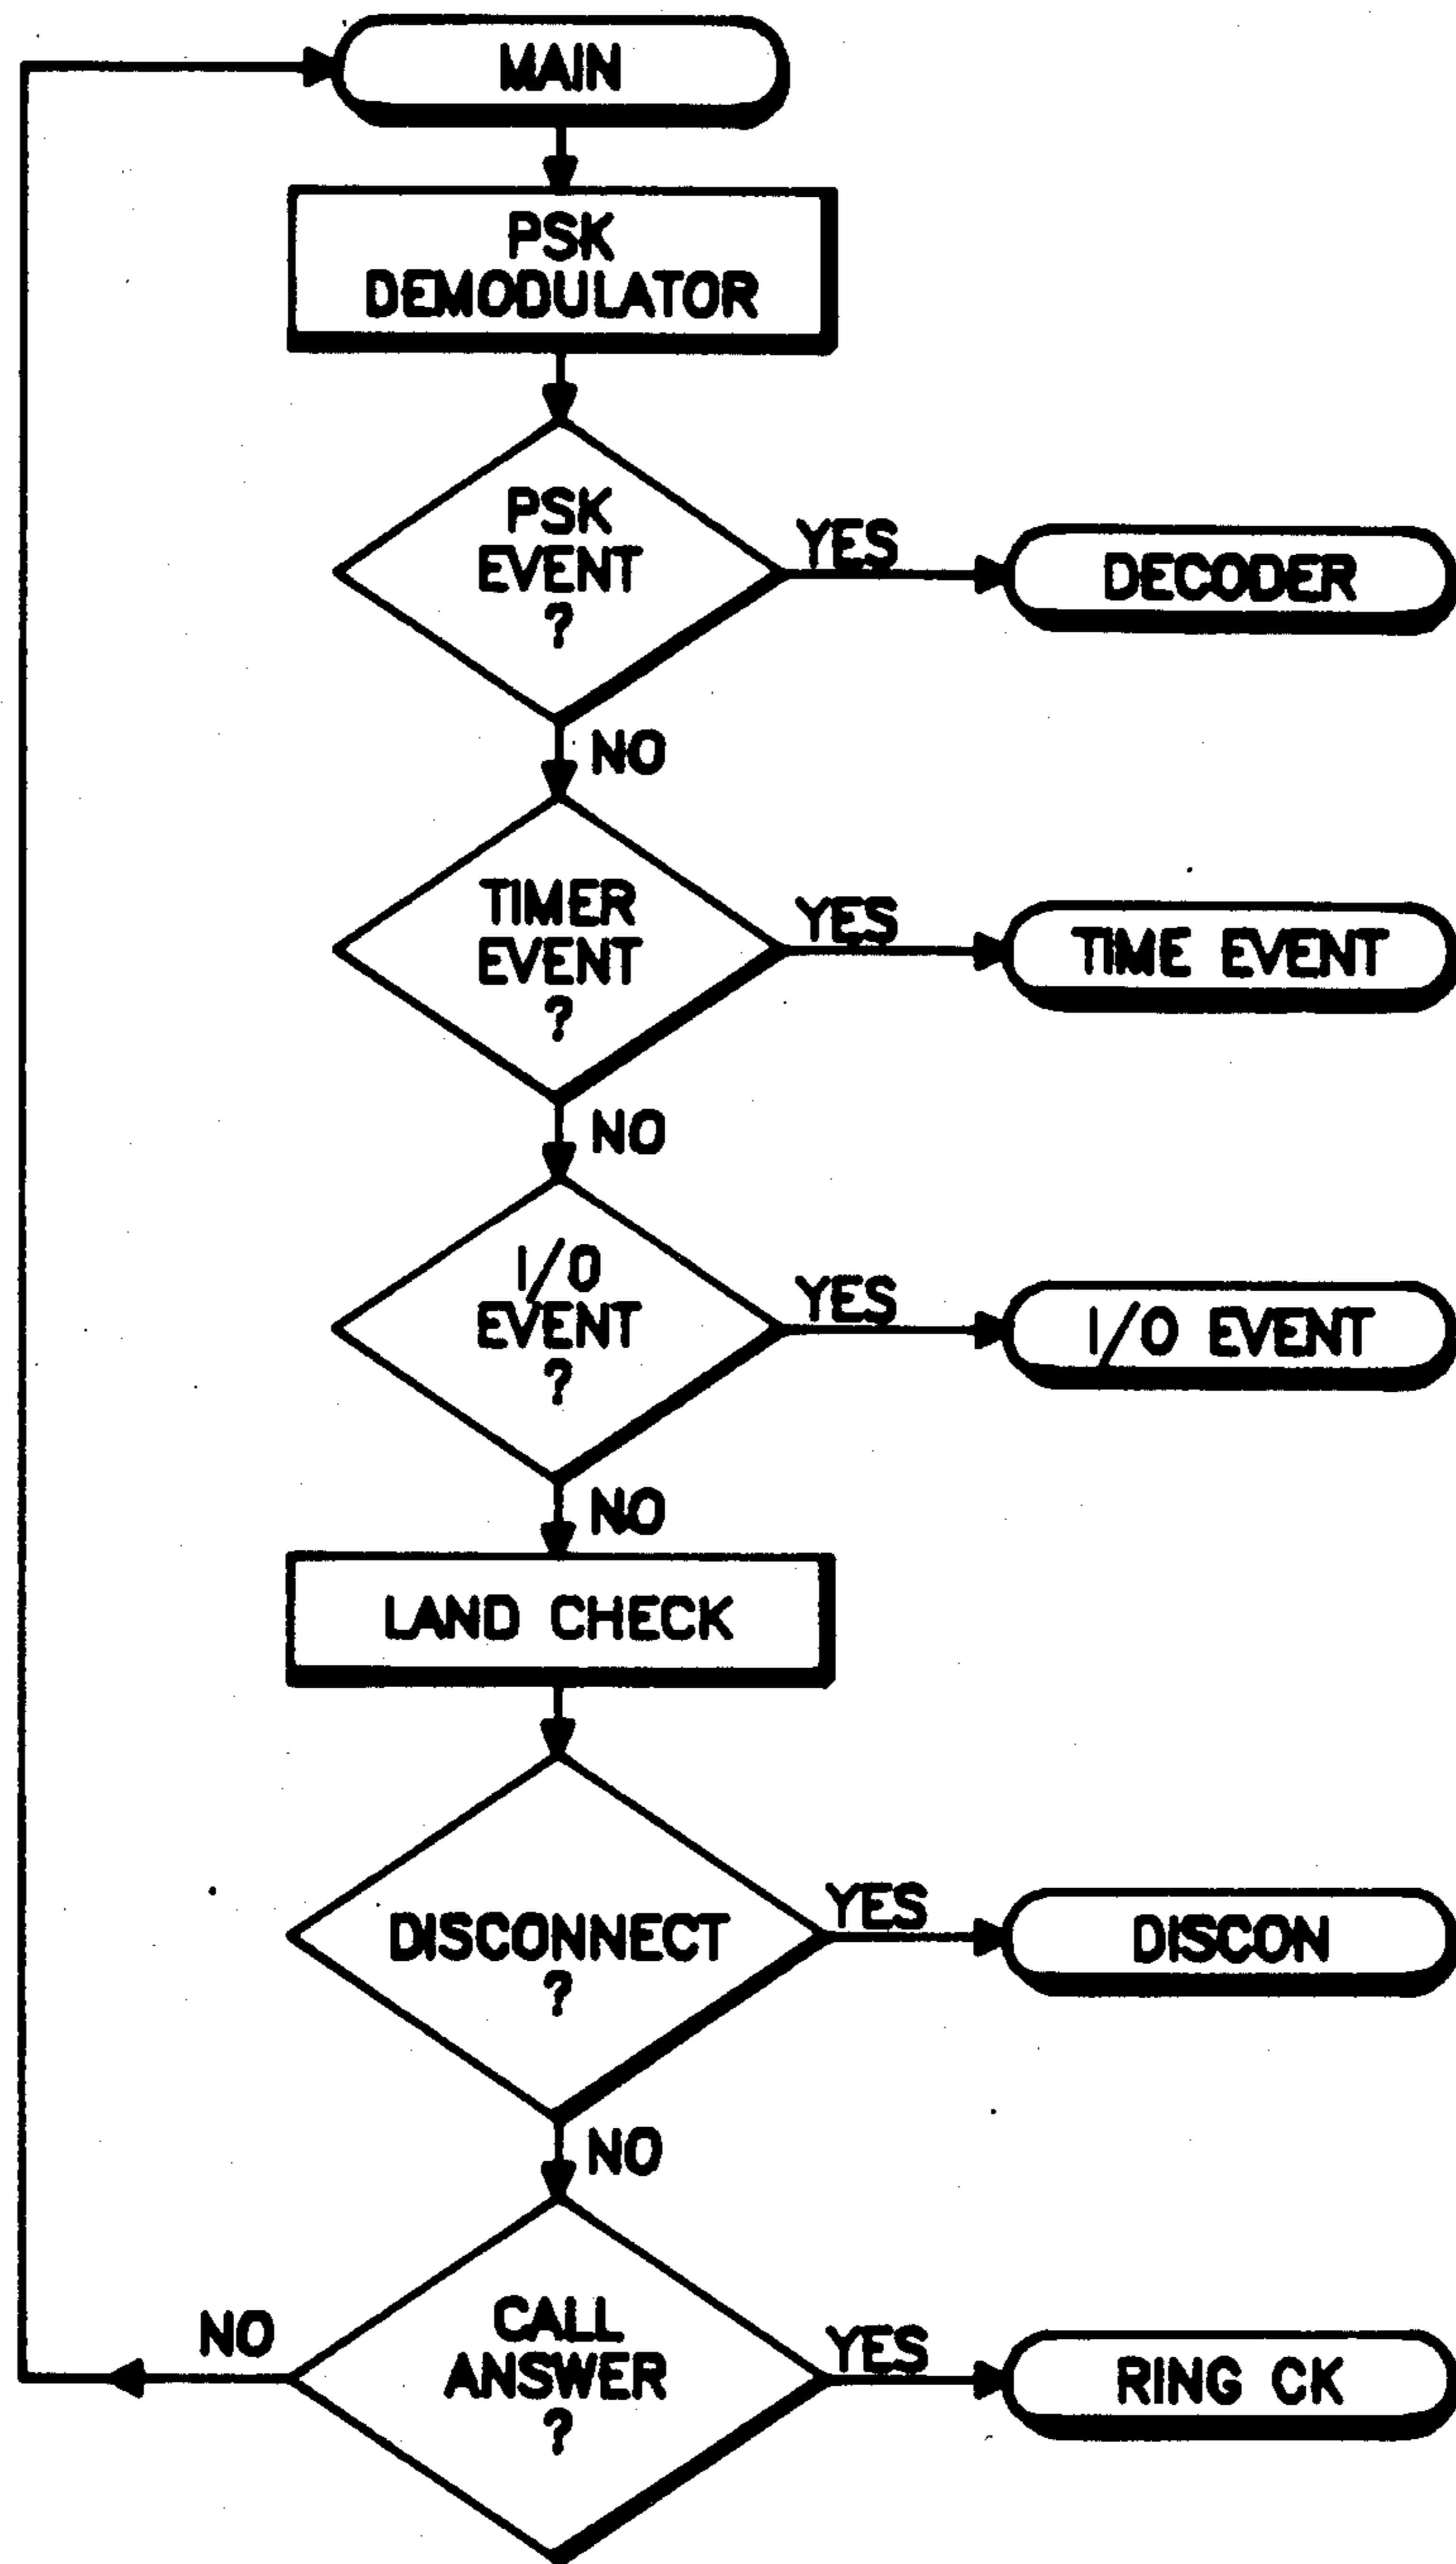 MAIN
PSK
DEMODULATOR
PSK
EVENT
?
YES
DECODER
NO
TIMER
EVENT
?
YES
TIME EVENT
NO
I/O
EVENT
?
YES
I/O EVENT
NO
LAND CHECK
DISCONNECT
?
YES
DISCON
NO
CALL
ANSWER
?
NO
YES
RING CK